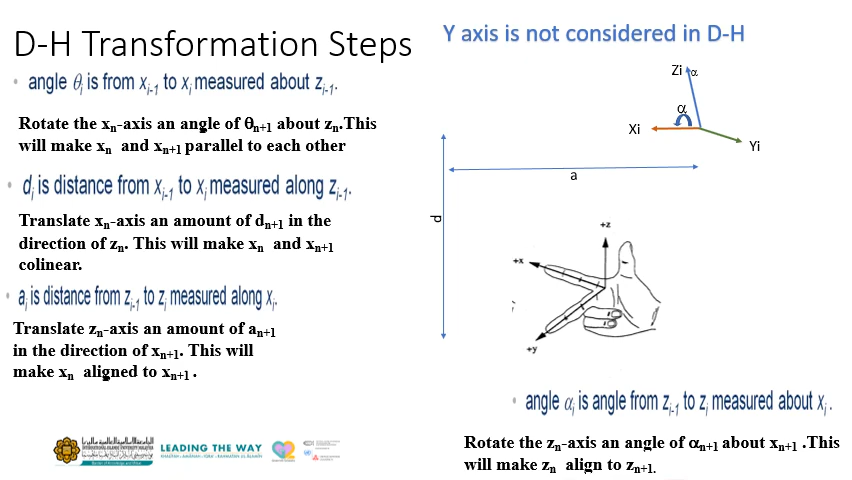 D-H Transformation Steps
• angle θᵢ is from xᵢ₋₁ to xᵢ measured about zᵢ₋₁.
Rotate the xₙ-axis an angle of θₙ₊₁ about zₙ.This
will make xₙ and xₙ₊₁ parallel to each other
• dᵢ is distance from xᵢ₋₁ to xᵢ measured along zᵢ₋₁.
Translate xₙ-axis an amount of dₙ₊₁ in the
direction of zₙ. This will make xₙ and xₙ₊₁
colinear.
• aᵢ is distance from zᵢ₋₁ to zᵢ measured along xᵢ.
Translate zₙ-axis an amount of aₙ₊₁
in the direction of xₙ₊₁. This will
make xₙ aligned to xₙ₊₁ .
LEADING THE WAY
Y axis is not considered in D-H
Zi α
α
Xi
Yi
a
d
+z
+x
+y
• angle αᵢ is angle from zᵢ₋₁ to zᵢ measured about xᵢ .
Rotate the zₙ-axis an angle of αₙ₊₁ about xₙ₊₁ .This
will make zₙ align to zₙ₊₁.